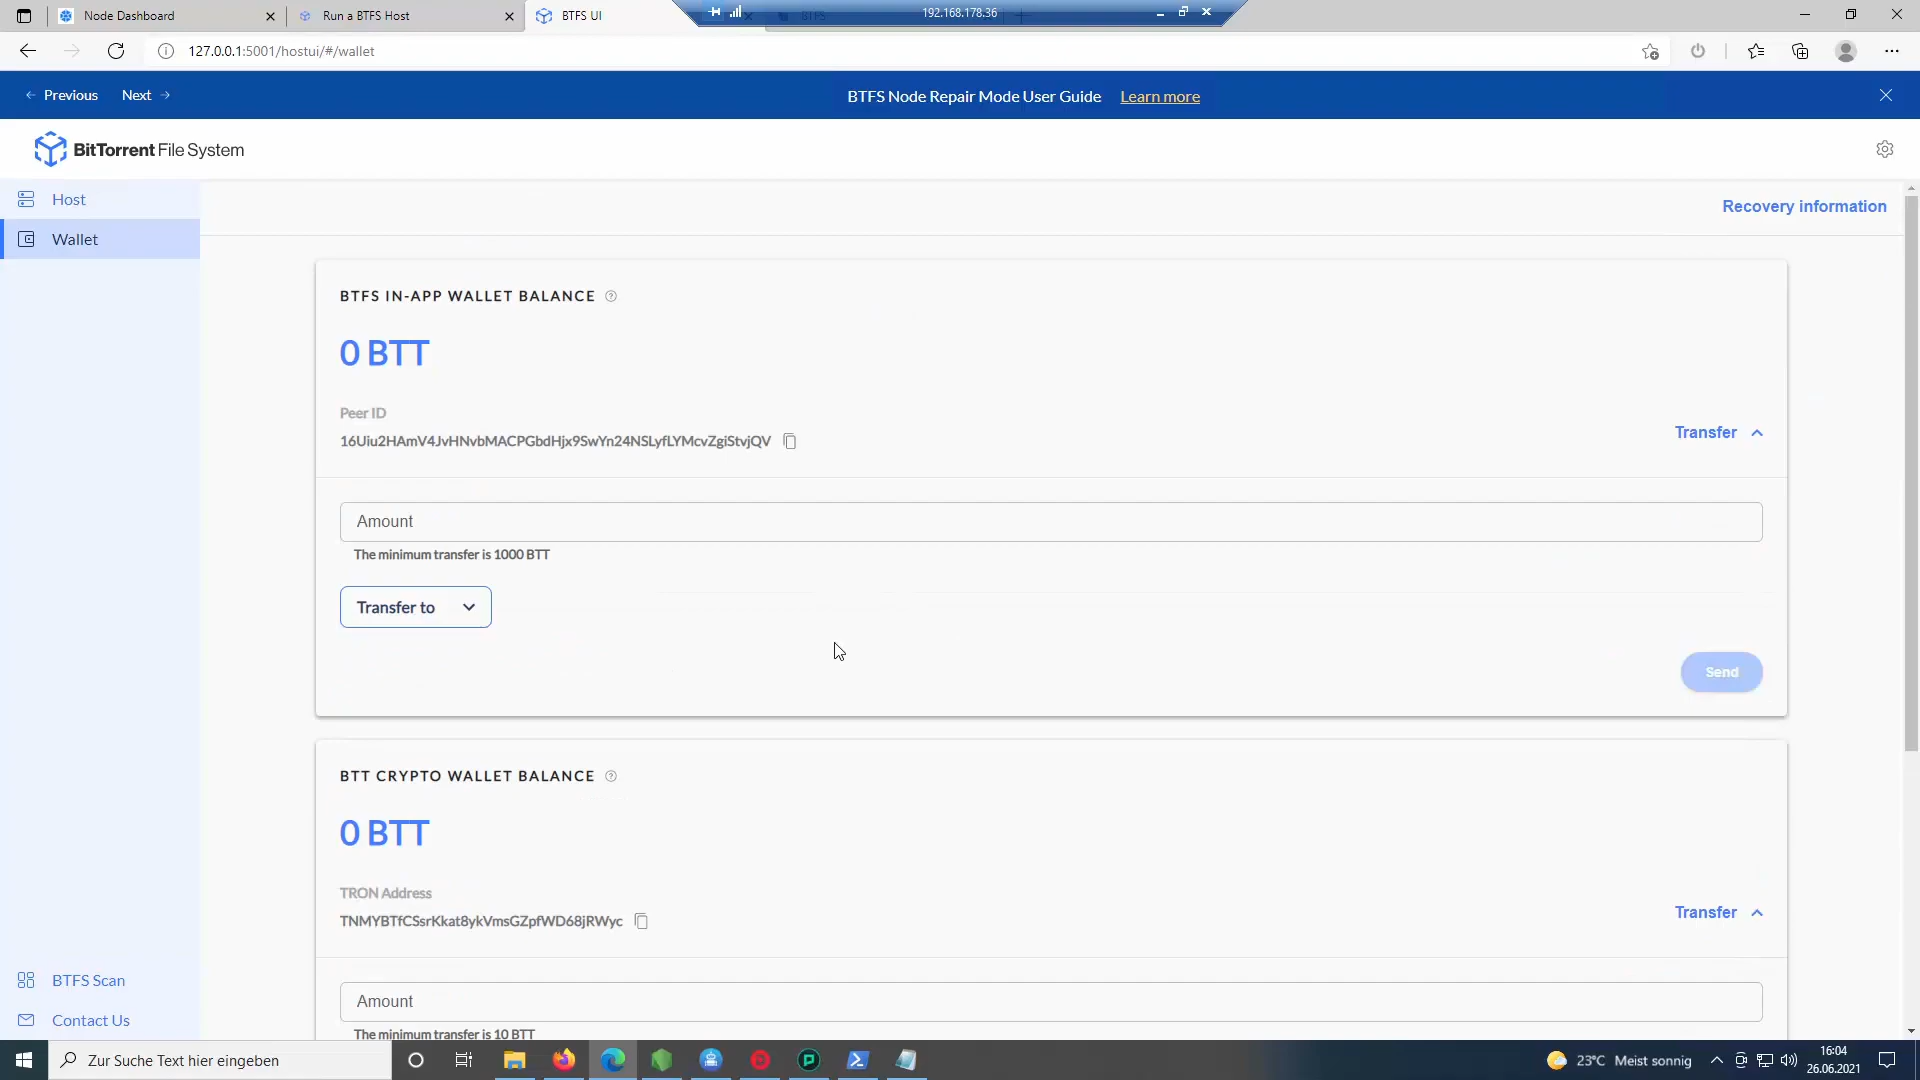 Node Dashboard
Run a BTFS Host
BTFS UI
192.168.178.36
BTFS
127.0.0.1:5001/hostui/#/wallet
Previous
Next
BTFS Node Repair Mode User Guide Learn more
BitTorrent File System
Host
Wallet
Recovery information
BTFS IN-APP WALLET BALANCE
0 BTT
Peer ID
16Uiu2HAmV4JvHNvbMACPGbdHjx9SwYn24NSLyfLYMcvZgiStvjQV
Transfer
Amount
The minimum transfer is 1000 BTT
Transfer to
Send
BTT CRYPTO WALLET BALANCE
0 BTT
TRON Address
TNMYBTfCSsrKkat8ykVmsGZpfWD68jRWyc
Transfer
Amount
The minimum transfer is 10 BTT
BTFS Scan
Contact Us
Zur Suche Text hier eingeben
23°C Meist sonnig
16:04
26.06.2021